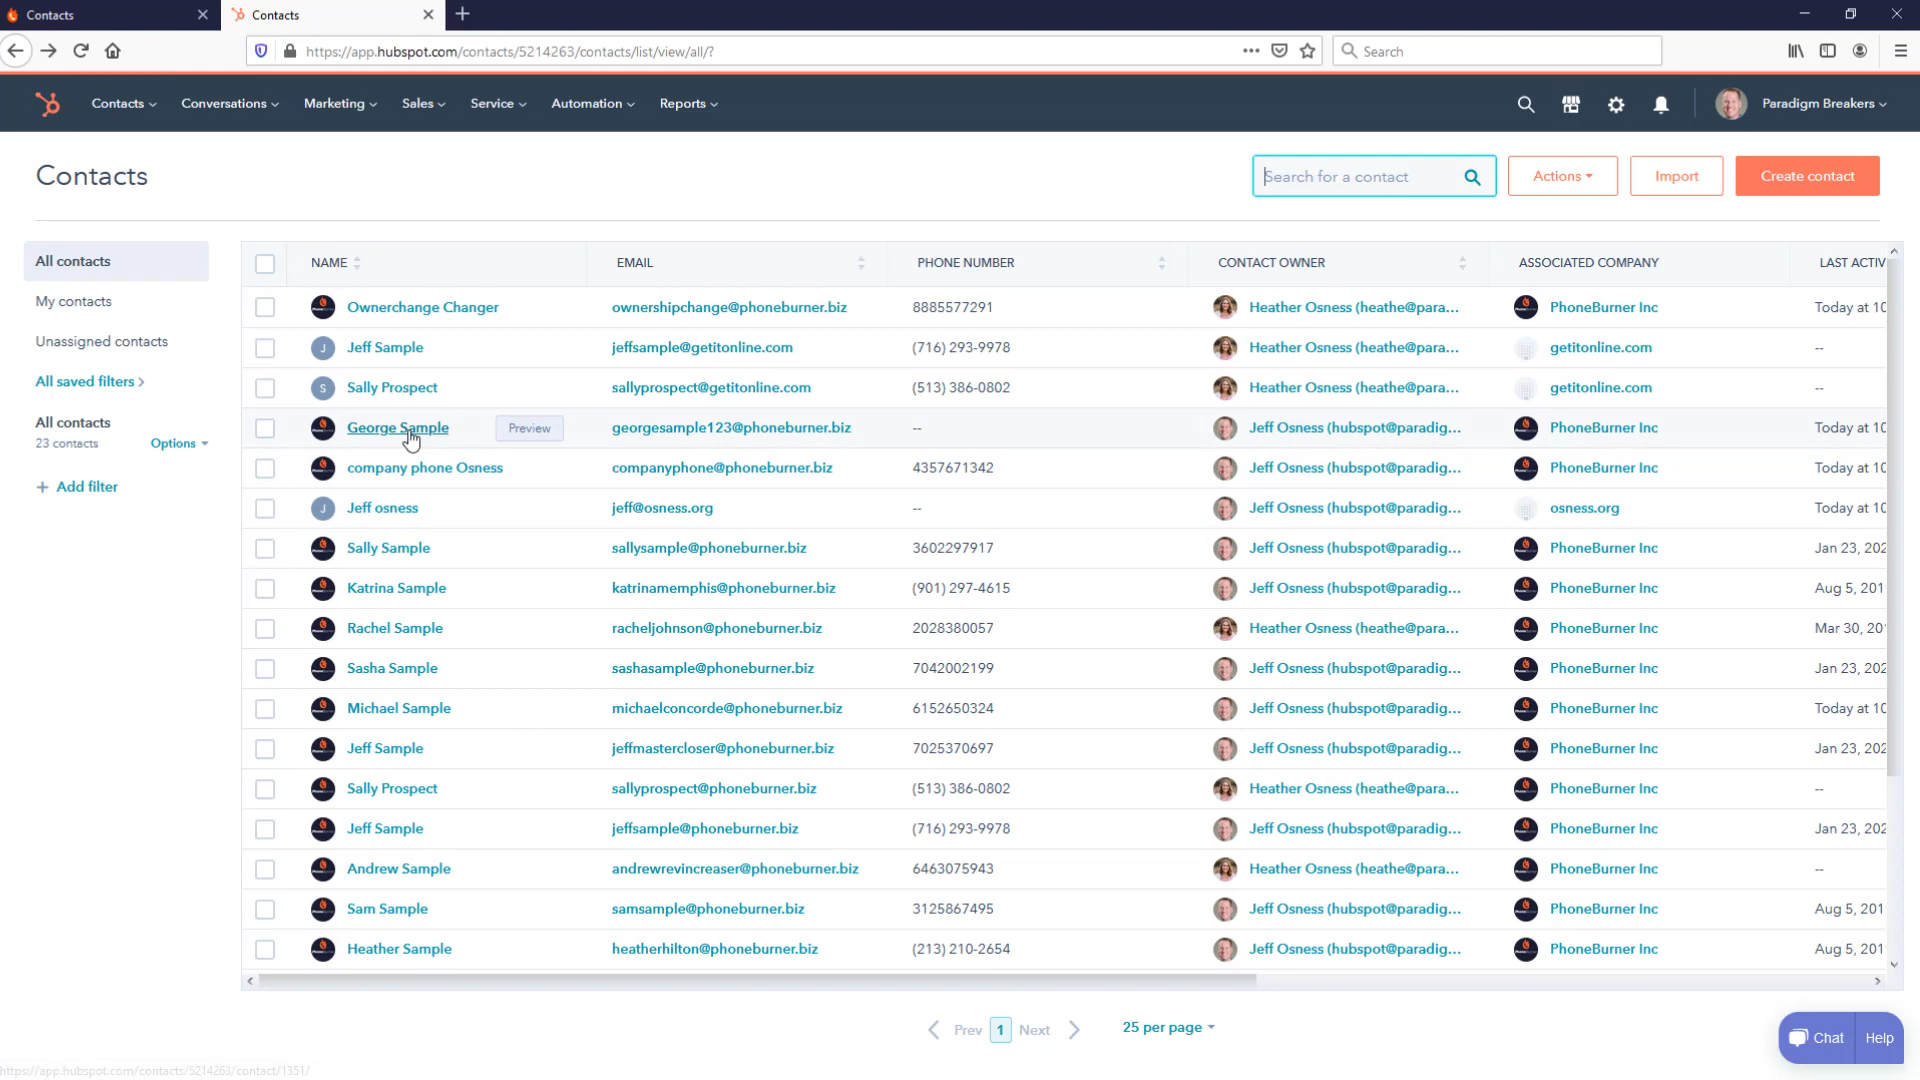 Contacts
Contacts
https://app.hubspot.com/contacts/5214263/contacts/list/view/all/?
Search
Contacts
Conversations
Marketing
Sales
Service
Automation
Reports
Paradigm Breakers
Contacts
Search for a contact
Actions
Import
Create contact
All contacts
My contacts
Unassigned contacts
All saved filters
All contacts
23 contacts
Options
+ Add filter
NAME EMAIL PHONE NUMBER CONTACT OWNER ASSOCIATED COMPANY LAST ACTIV
Ownerchange Changer ownershipchange@phoneburner.biz 8885577291 Heather Osness (heathe@para... PhoneBurner Inc Today at 10
J Jeff Sample jeffsample@getitonline.com (716) 293-9978 Heather Osness (heathe@para... getitonline.com --
S Sally Prospect sallyprospect@getitonline.com (513) 386-0802 Heather Osness (heathe@para... getitonline.com --
George Sample Preview georgesample123@phoneburner.biz -- Jeff Osness (hubspot@paradig... PhoneBurner Inc Today at 10
company phone Osness companyphone@phoneburner.biz 4357671342 Jeff Osness (hubspot@paradig... PhoneBurner Inc Today at 10
J Jeff osness jeff@osness.org -- Jeff Osness (hubspot@paradig... osness.org Today at 10
Sally Sample sallysample@phoneburner.biz 3602297917 Jeff Osness (hubspot@paradig... PhoneBurner Inc Jan 23, 202
Katrina Sample katrinamemphis@phoneburner.biz (901) 297-4615 Jeff Osness (hubspot@paradig... PhoneBurner Inc Aug 5, 201
Rachel Sample racheljohnson@phoneburner.biz 2028380057 Heather Osness (heathe@para... PhoneBurner Inc Mar 30, 20
Sasha Sample sashasample@phoneburner.biz 7042002199 Jeff Osness (hubspot@paradig... PhoneBurner Inc Jan 23, 202
Michael Sample michaelconcorde@phoneburner.biz 6152650324 Jeff Osness (hubspot@paradig... PhoneBurner Inc Today at 10
Jeff Sample jeffmastercloser@phoneburner.biz 7025370697 Jeff Osness (hubspot@paradig... PhoneBurner Inc Jan 23, 202
Sally Prospect sallyprospect@phoneburner.biz (513) 386-0802 Heather Osness (heathe@para... PhoneBurner Inc --
Jeff Sample jeffsample@phoneburner.biz (716) 293-9978 Jeff Osness (hubspot@paradig... PhoneBurner Inc Jan 23, 202
Andrew Sample andrewrevincreaser@phoneburner.biz 6463075943 Heather Osness (heathe@para... PhoneBurner Inc --
Sam Sample samsample@phoneburner.biz 3125867495 Jeff Osness (hubspot@paradig... PhoneBurner Inc Aug 5, 201
Heather Sample heatherhilton@phoneburner.biz (213) 210-2654 Jeff Osness (hubspot@paradig... PhoneBurner Inc Aug 5, 201
Prev 1 Next 25 per page
Chat Help
https://app.hubspot.com/contacts/5214263/contact/1351/